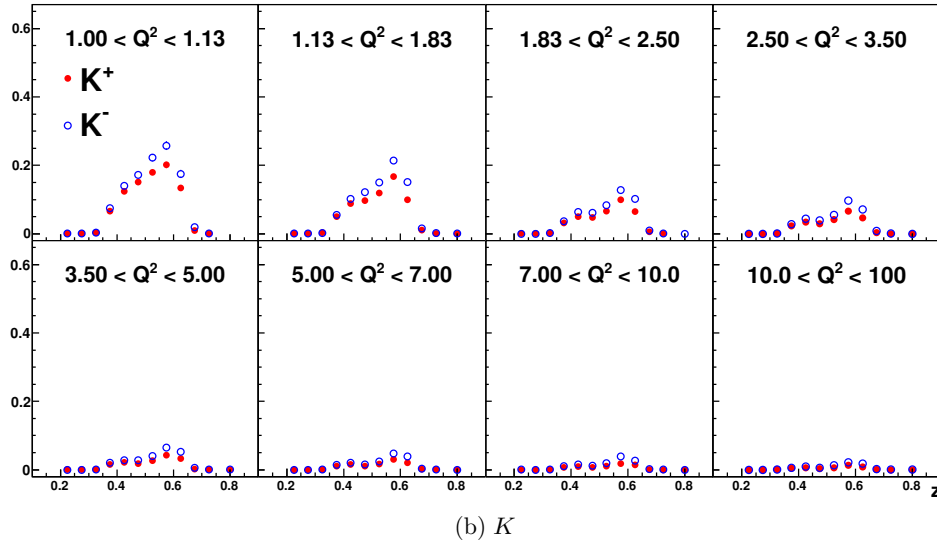 0.6
0.4
0.2
0
1.00 < Q² < 1.13
K⁺
K⁻
1.13 < Q² < 1.83
1.83 < Q² < 2.50
2.50 < Q² < 3.50
0.6
0.4
0.2
0
3.50 < Q² < 5.00
5.00 < Q² < 7.00
7.00 < Q² < 10.0
10.0 < Q² < 100
0.2 0.4 0.6 0.8 0.2 0.4 0.6 0.8 0.2 0.4 0.6 0.8 0.2 0.4 0.6 0.8
z
(b) K